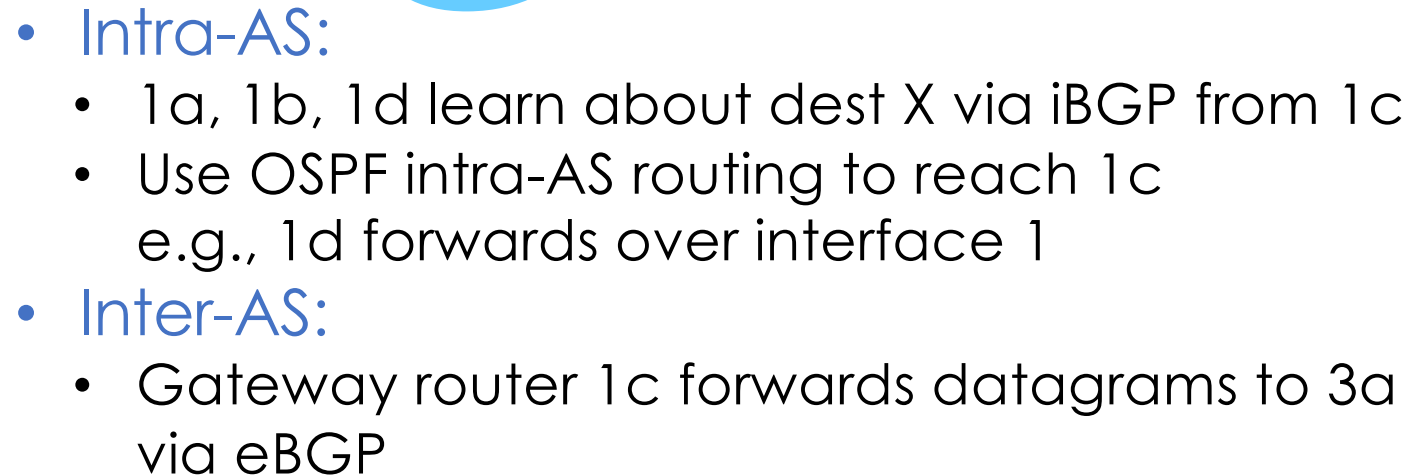 • Intra-AS:
• 1a, 1b, 1d learn about dest X via iBGP from 1c
• Use OSPF intra-AS routing to reach 1c
e.g., 1d forwards over interface 1
• Inter-AS:
• Gateway router 1c forwards datagrams to 3a
via eBGP